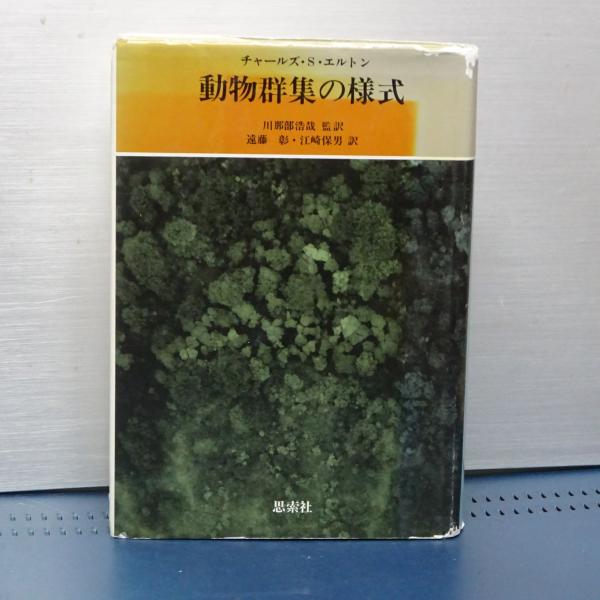 チャールズ・S・エルトン
動物群集の様式
川那部浩哉 監訳
遠藤 彰・江崎保男 訳
思索社